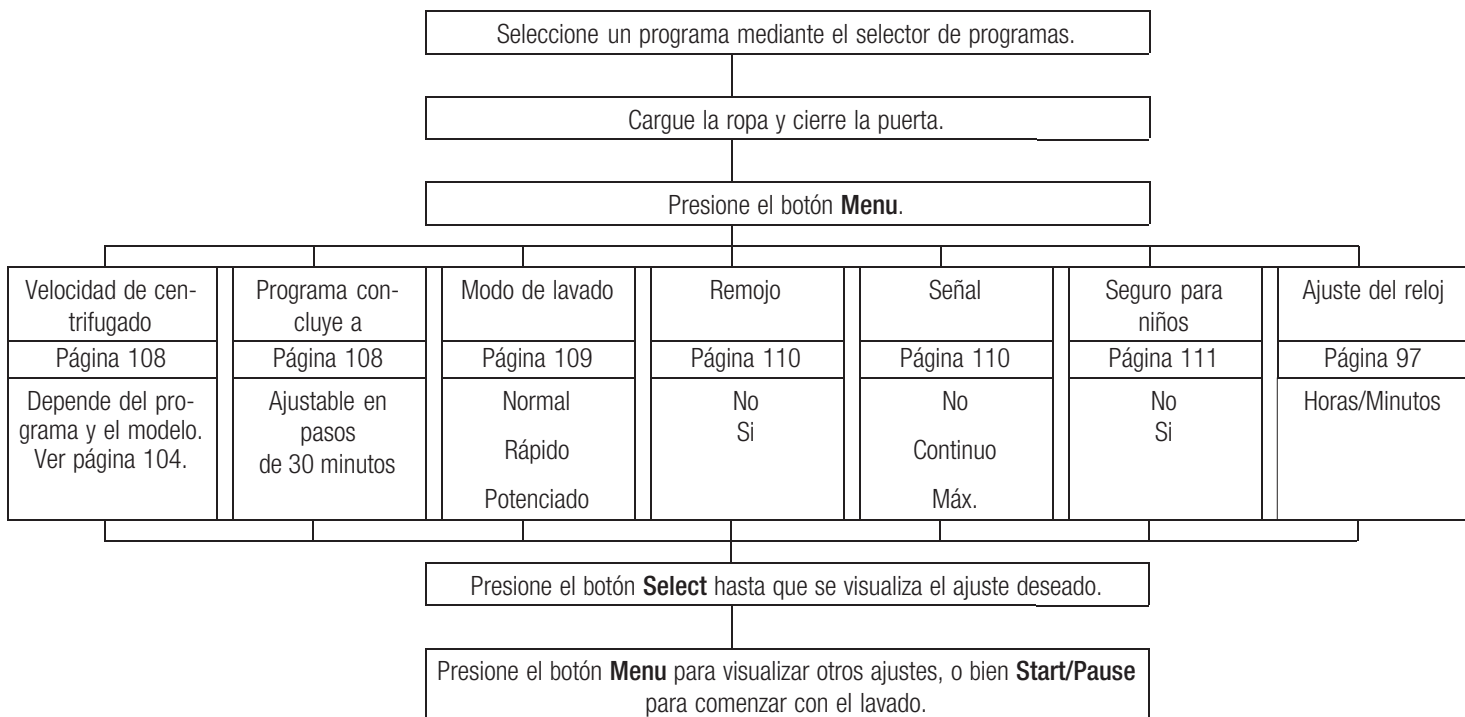 Seleccione un programa mediante el selector de programas.
Cargue la ropa y cierre la puerta.
Presione el botón Menu.
Velocidad de cen-
trifugado
Página 108
Depende del pro-
grama y el modelo.
Ver página 104.
Programa con-
cluye a
Página 108
Ajustable en
pasos
de 30 minutos
Modo de lavado
Página 109
Normal
Rápido
Potenciado
Remojo
Página 110
No
Si
Señal
Página 110
No
Continuo
Máx.
Seguro para
niños
Página 111
No
Si
Ajuste del reloj
Página 97
Horas/Minutos
Presione el botón Select hasta que se visualiza el ajuste deseado.
Presione el botón Menu para visualizar otros ajustes, o bien Start/Pause
para comenzar con el lavado.